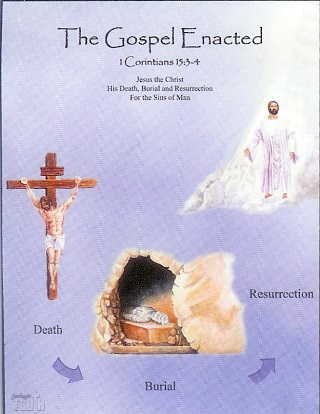 The Gospel Enacted
1 Corinthians 15:3-4
Jesus the Christ
His Death, Burial and Resurrection
For the Sins of Man
Resurrection
Death
Burial